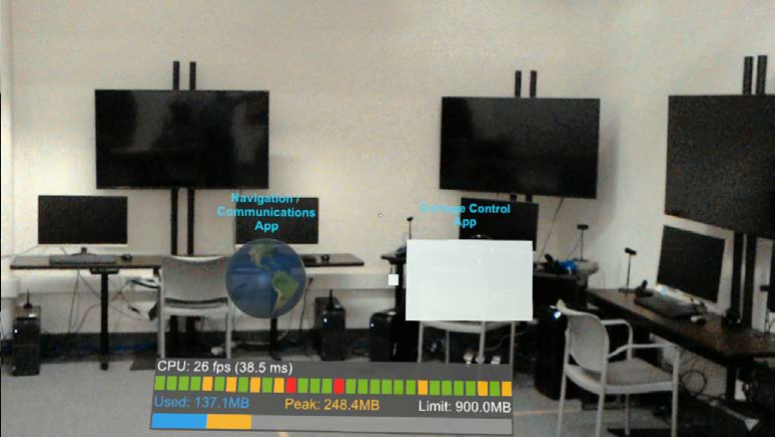 Navigation /
Communications
App
Control
App
CPU: 26 fps (38.5 ms)
Used: 137.1MB Peak: 248.4MB Limit: 900.0MB